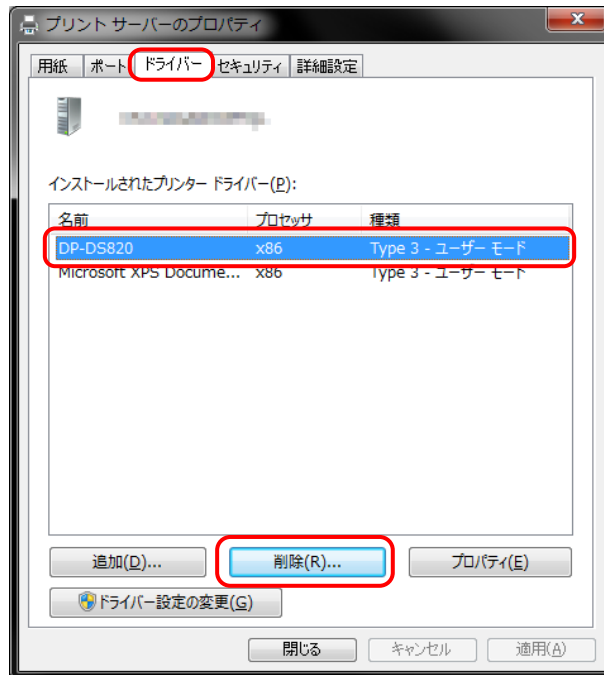 プリント サーバーのプロパティ
用紙 ポート ドライバー セキュリティ 詳細設定
インストールされたプリンター ドライバー(P):
名前 プロセッサ 種類
DP-DS820 x86 Type 3 - ユーザー モード
Microsoft XPS Docume... x86 Type 3 - ユーザー モード
追加(D)... 削除(R)... プロパティ(E)
ドライバー設定の変更(G)
閉じる キャンセル 適用(A)